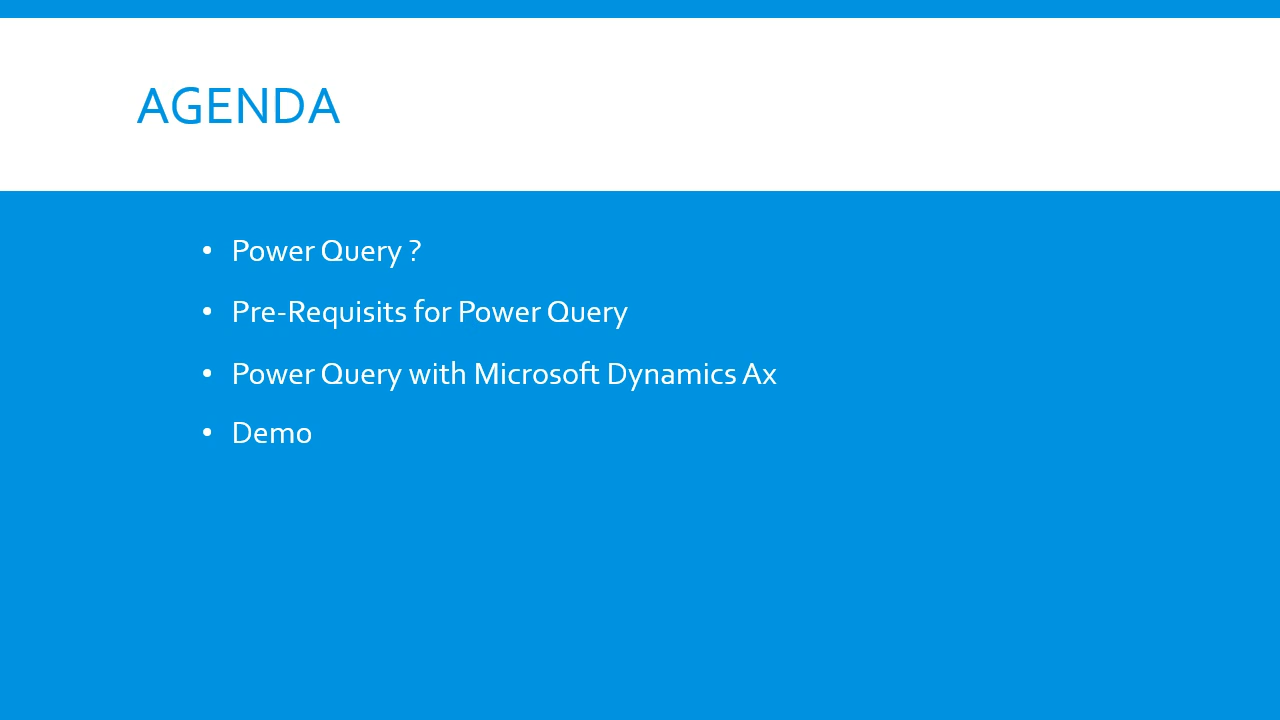 AGENDA
• Power Query ?
• Pre-Requisits for Power Query
• Power Query with Microsoft Dynamics Ax
• Demo